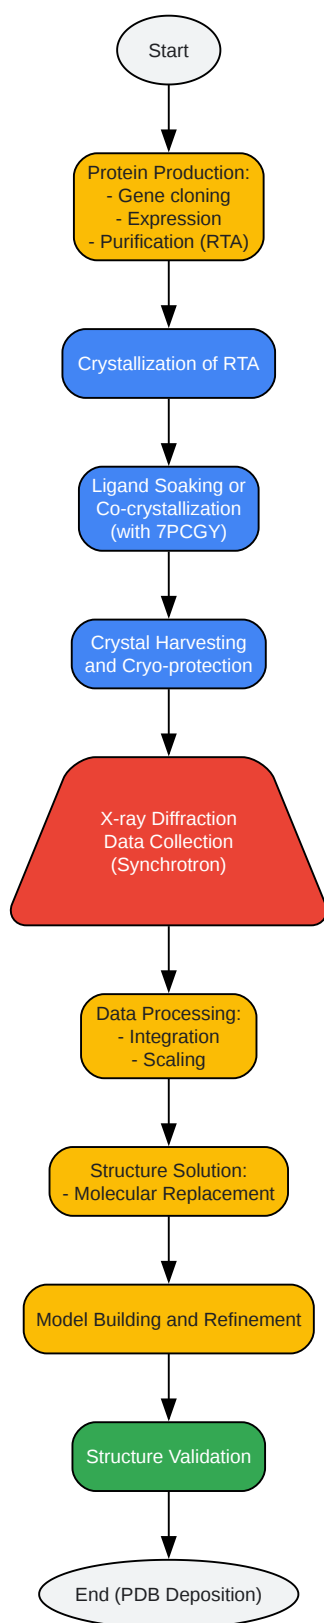 Start
Protein Production:
- Gene cloning
- Expression
- Purification (RTA)
Crystallization of RTA
Ligand Soaking or
Co-crystallization
(with 7PCGY)
Crystal Harvesting
and Cryo-protection
X-ray Diffraction
Data Collection
(Synchrotron)
Data Processing:
- Integration
- Scaling
Structure Solution:
- Molecular Replacement
Model Building and Refinement
Structure Validation
End (PDB Deposition)